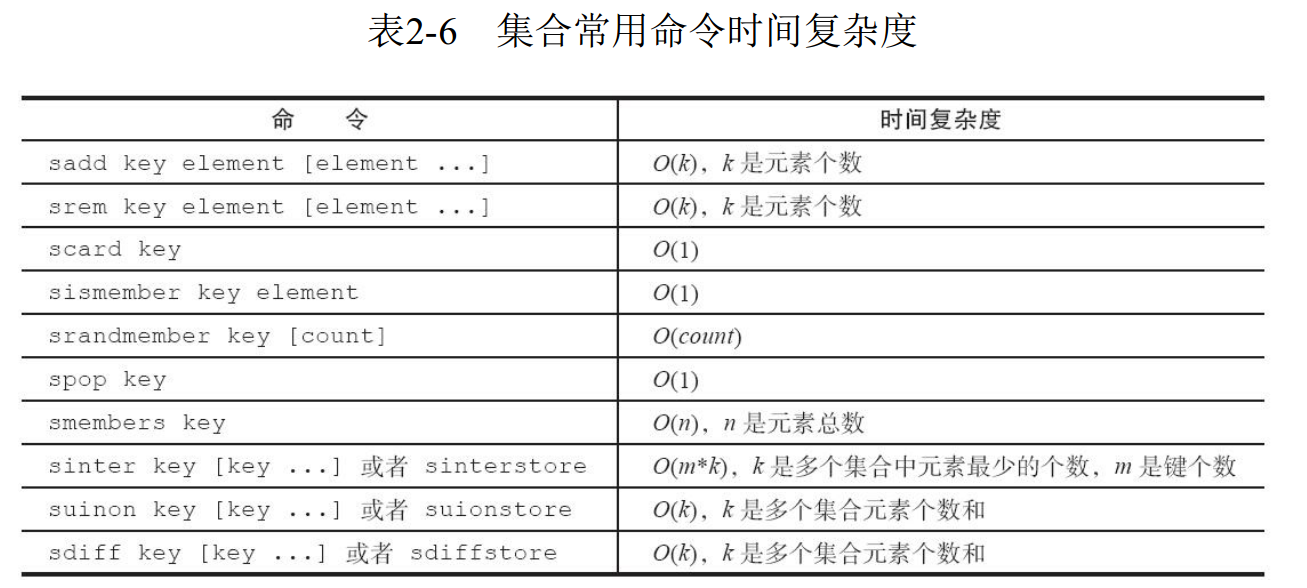 表2-6 集合常用命令时间复杂度
命 令 时间复杂度
sadd key element [element ...] O(k)，k 是元素个数
srem key element [element ...] O(k)，k 是元素个数
scard key O(1)
sismember key element O(1)
srandmember key [count] O(count)
spop key O(1)
smembers key O(n)，n 是元素总数
sinter key [key ...] 或者 sinterstore O(m*k)，k 是多个集合中元素最少的个数，m 是键个数
suinon key [key ...] 或者 suionstore O(k)，k 是多个集合元素个数和
sdiff key [key ...] 或者 sdiffstore O(k)，k 是多个集合元素个数和